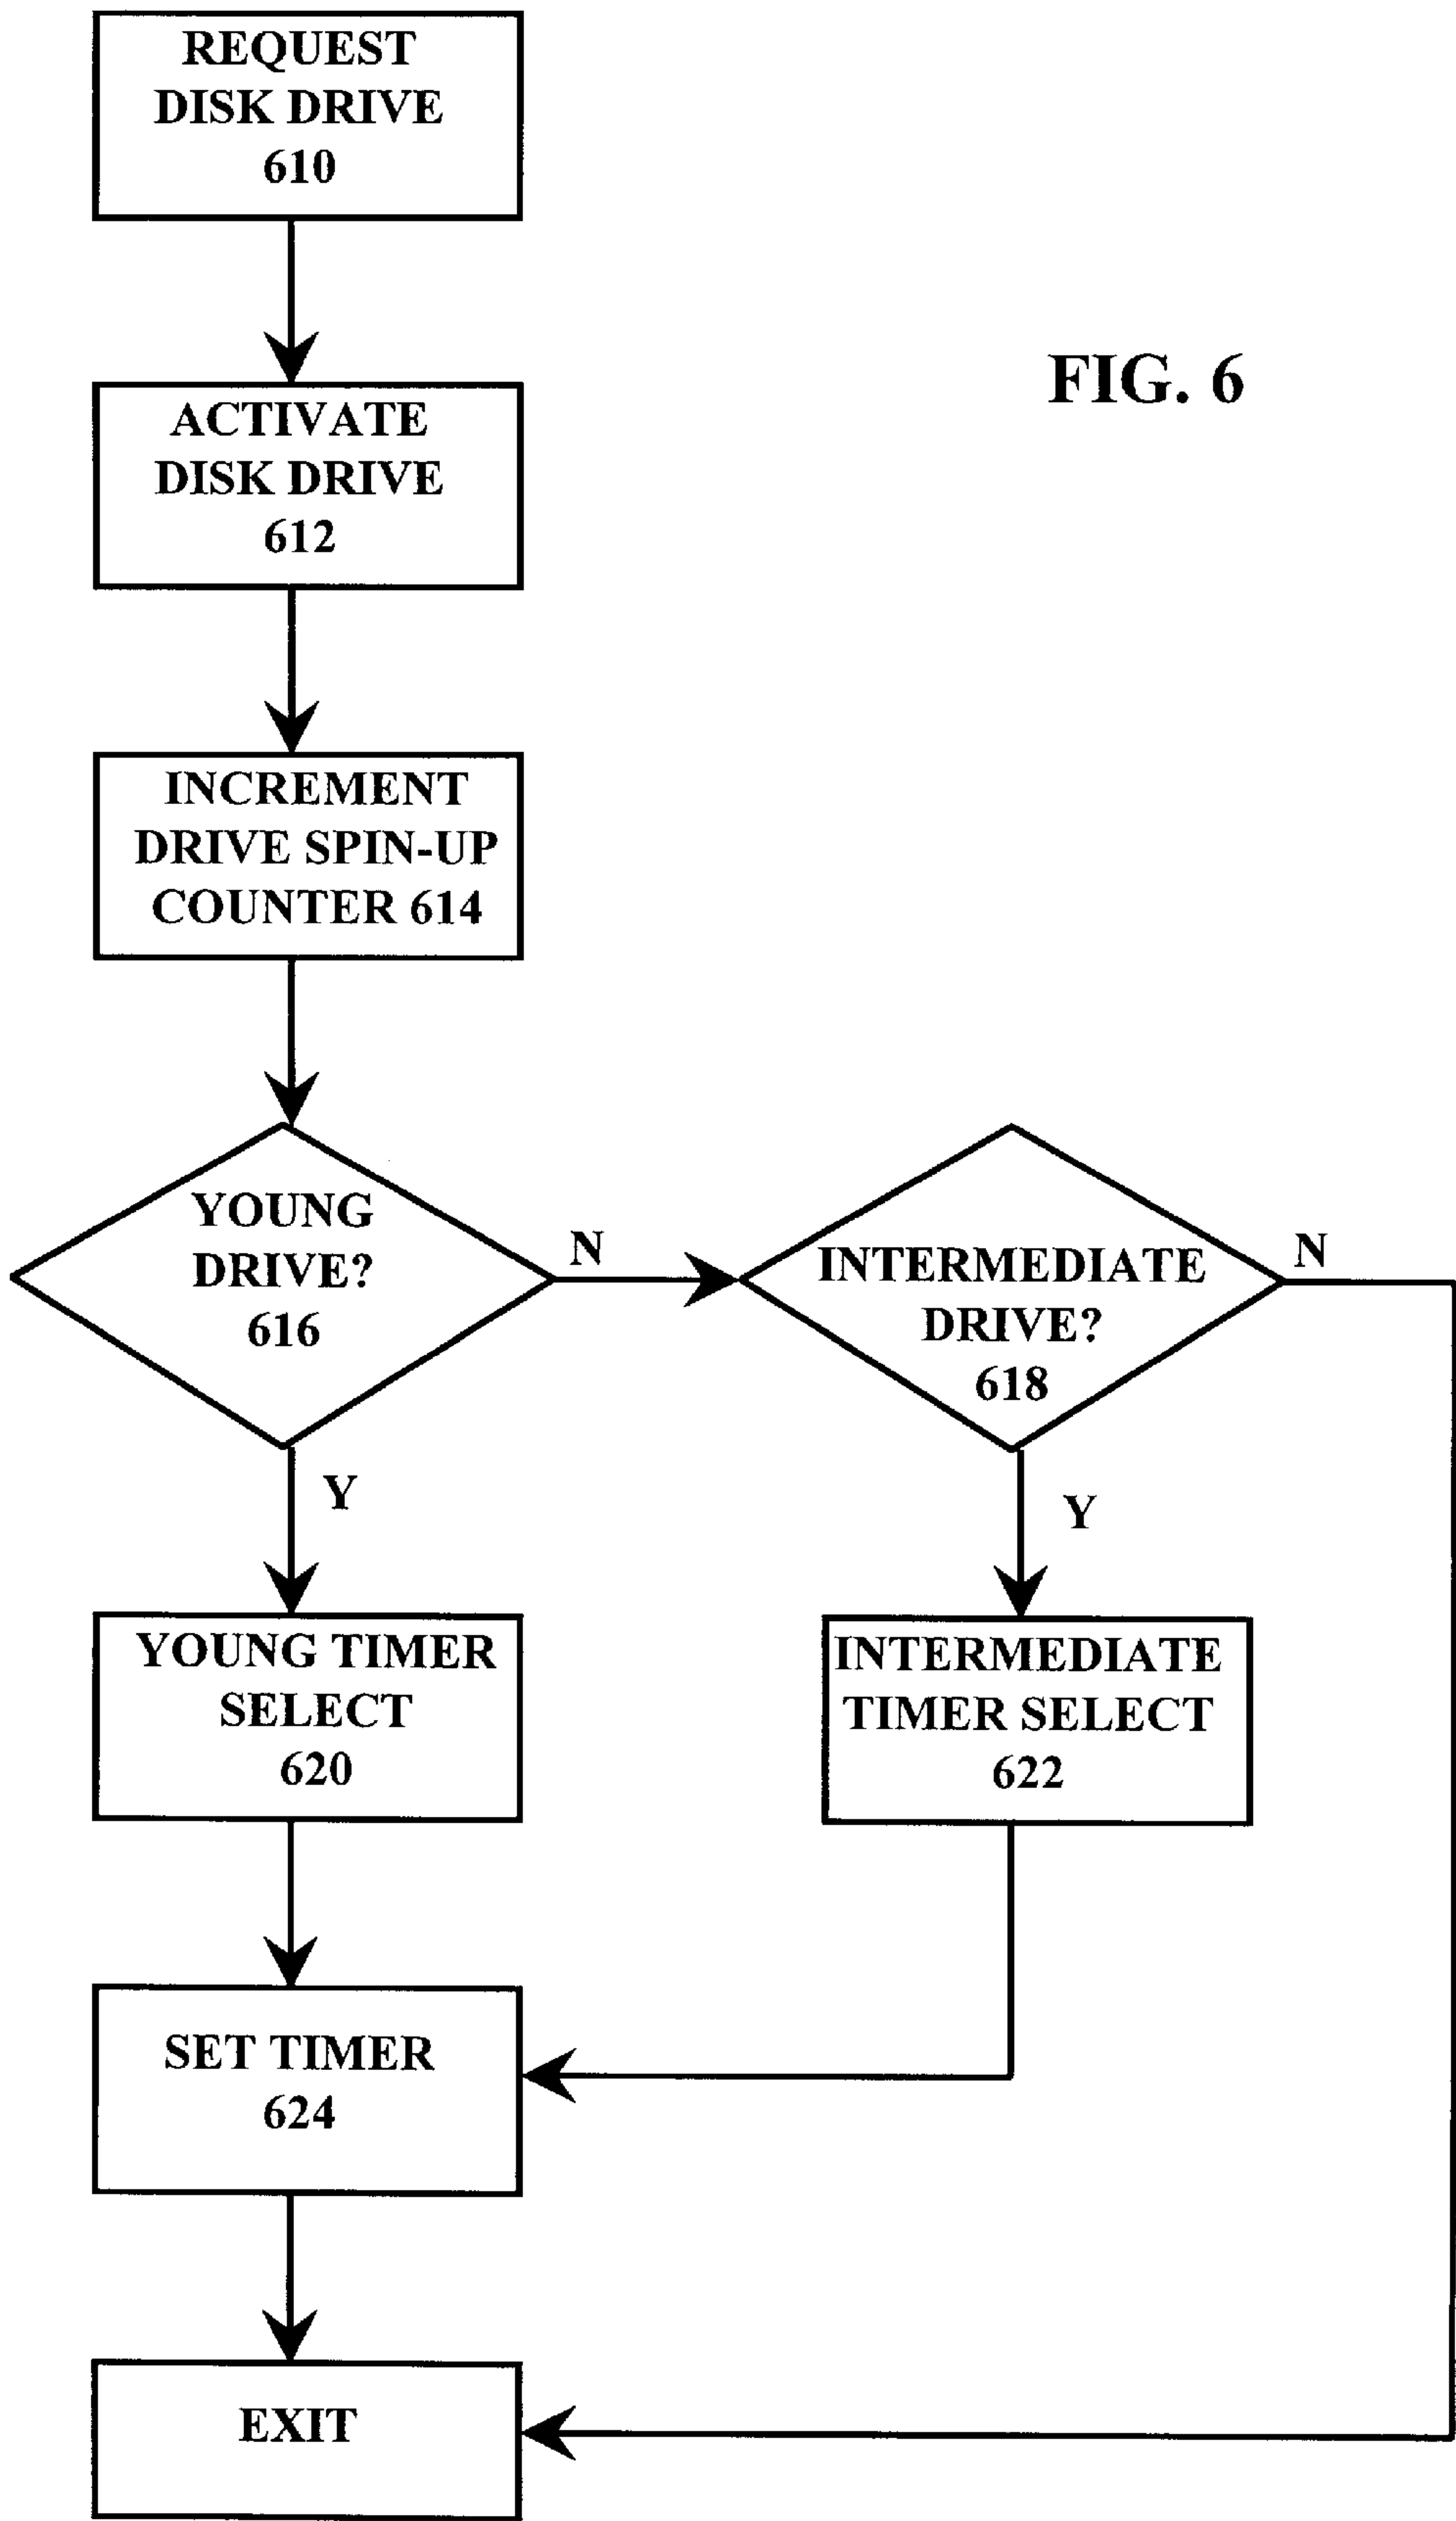 REQUEST
DISK DRIVE
610
FIG. 6
ACTIVATE
DISK DRIVE
612
INCREMENT
DRIVE SPIN-UP
COUNTER 614
YOUNG
DRIVE?
616
N
INTERMEDIATE
DRIVE?
618
N
Y
Y
YOUNG TIMER
SELECT
620
INTERMEDIATE
TIMER SELECT
622
SET TIMER
624
EXIT